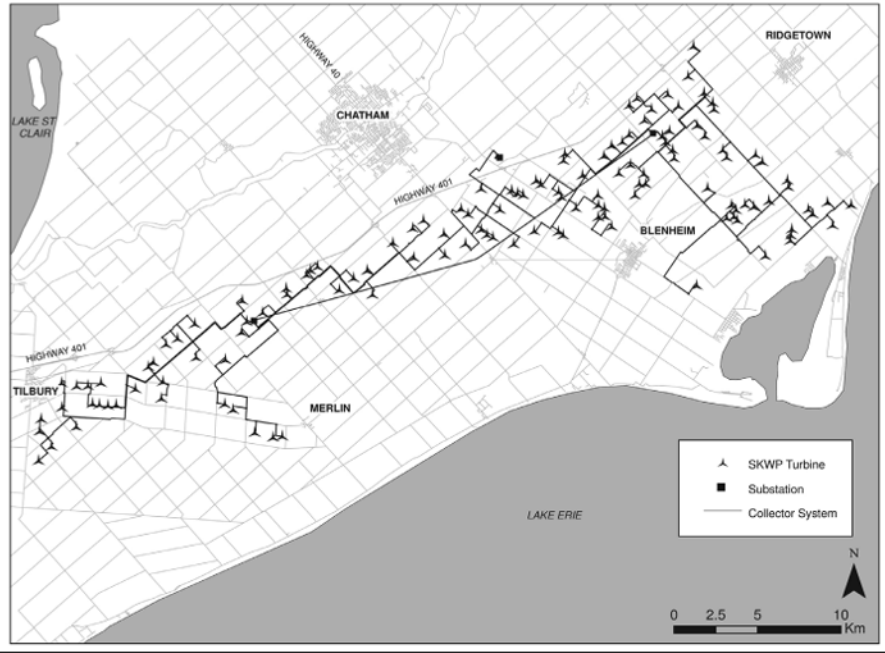 RIDGETOWN
HIGHWAY 40
CHATHAM
LAKE ST
CLAIR
HIGHWAY 401
BLENHEIM
HIGHWAY 401
TILBURY
MERLIN
SKWP Turbine
Substation
Collector System
LAKE ERIE
N
0 2.5 5 10
Km